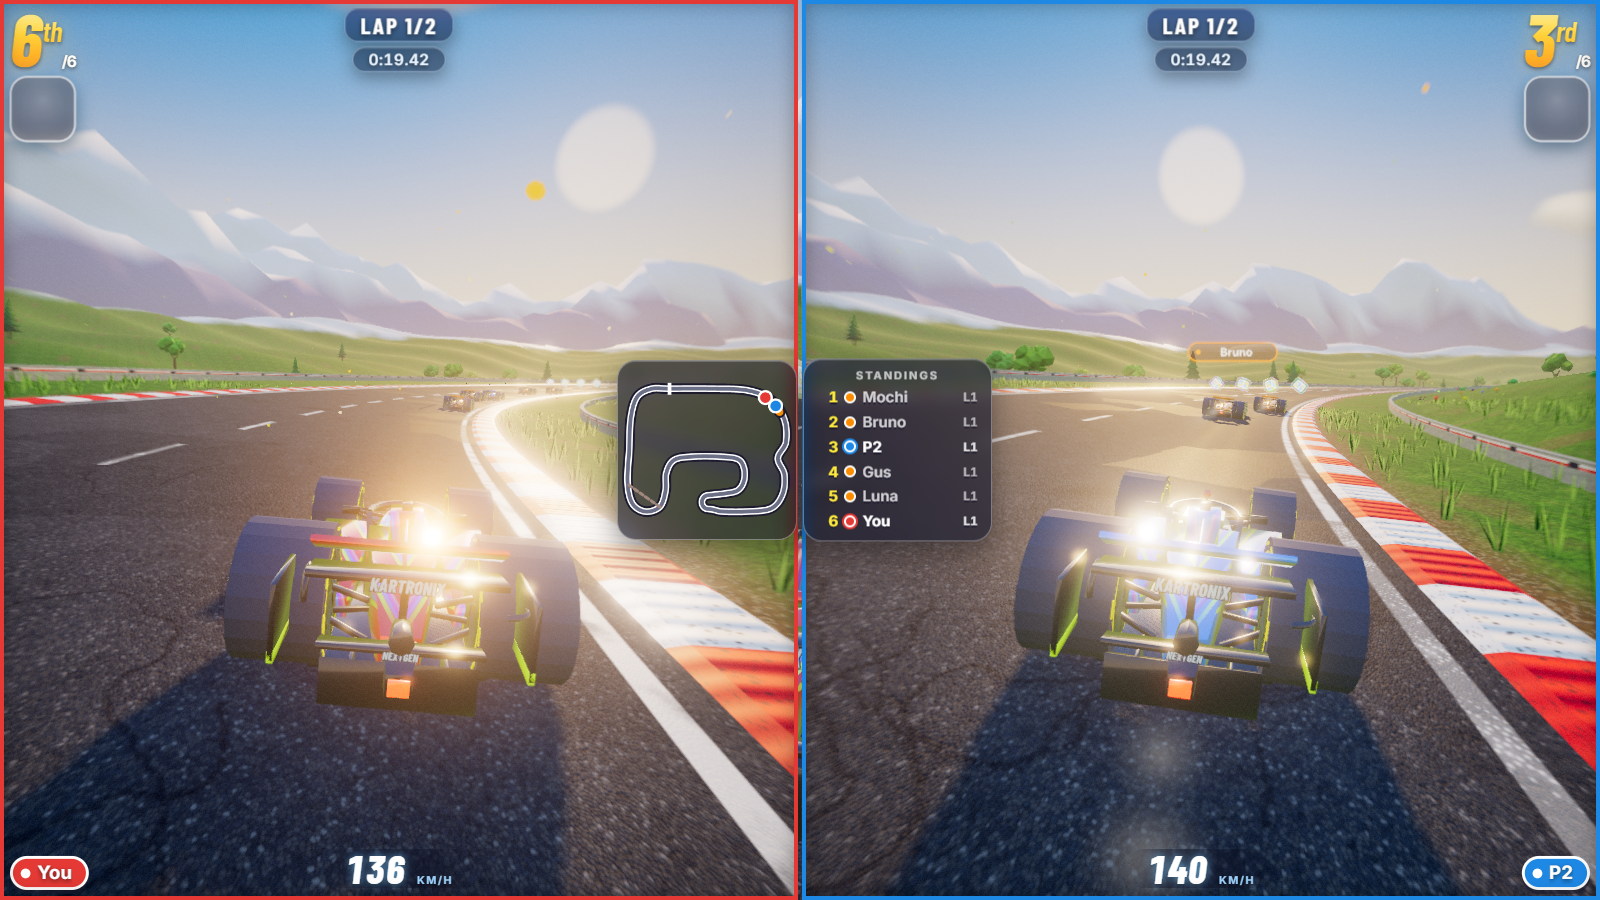 6th
/6
LAP 1/2
0:19.42
LAP 1/2
0:19.42
3rd
/6
Bruno
STANDINGS
1 Mochi L1
2 Bruno L1
3 P2 L1
4 Gus L1
5 Luna L1
6 You L1
KARTRONIX
NEXTGEN
KARTRONIX
NEXTGEN
You
136 KM/H
140 KM/H
P2